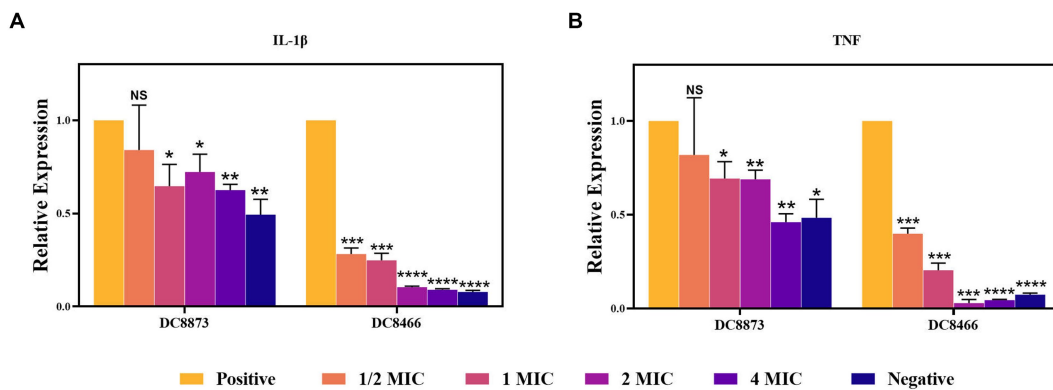 A
IL-1β
Relative Expression
1.0
0.5
0.0
NS
*
*
**
**
***
***
****
****
****
DC8873 DC8466
B
TNF
Relative Expression
1.0
0.5
0.0
NS
*
**
**
*
***
***
***
****
****
DC8873 DC8466
Positive 1/2 MIC 1 MIC 2 MIC 4 MIC Negative